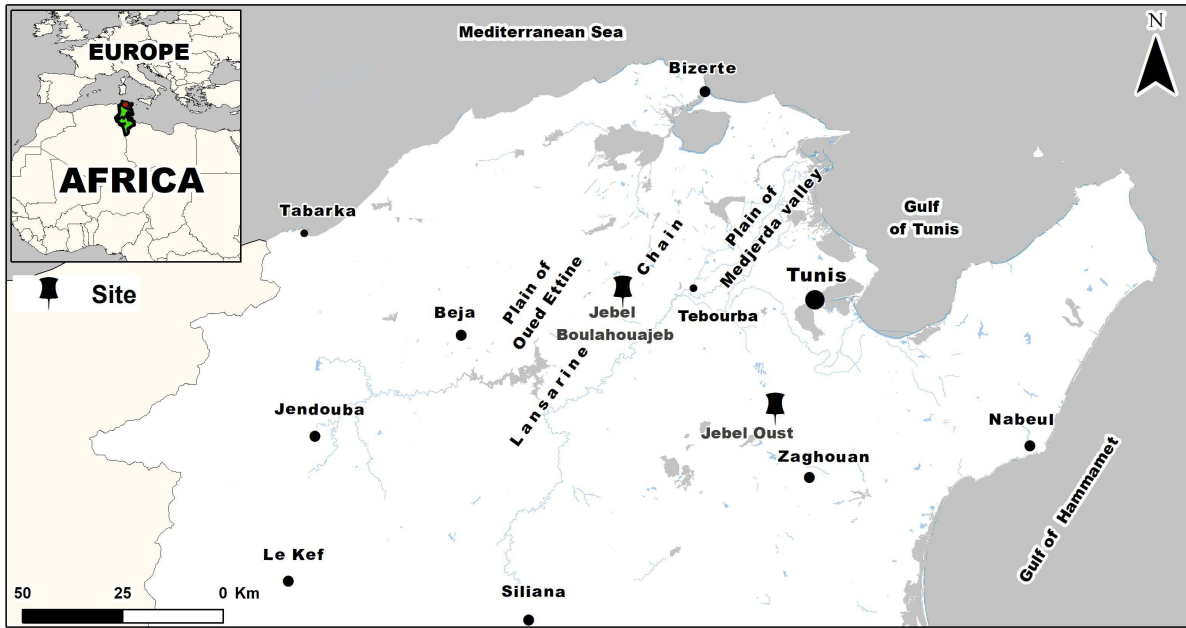 N
EUROPE
AFRICA
Mediterranean Sea
Bizerte
Tabarka
Gulf
of Tunis
Plain of
Medjerda valley
Site
Plain of
Oued Ettine
Lansarine Chain
Beja
Jebel
Boulahouajeb
Tebourba
Tunis
Jendouba
Jebel Oust
Zaghouan
Nabeul
Gulf of Hammamet
Le Kef
Siliana
50 25 0 Km